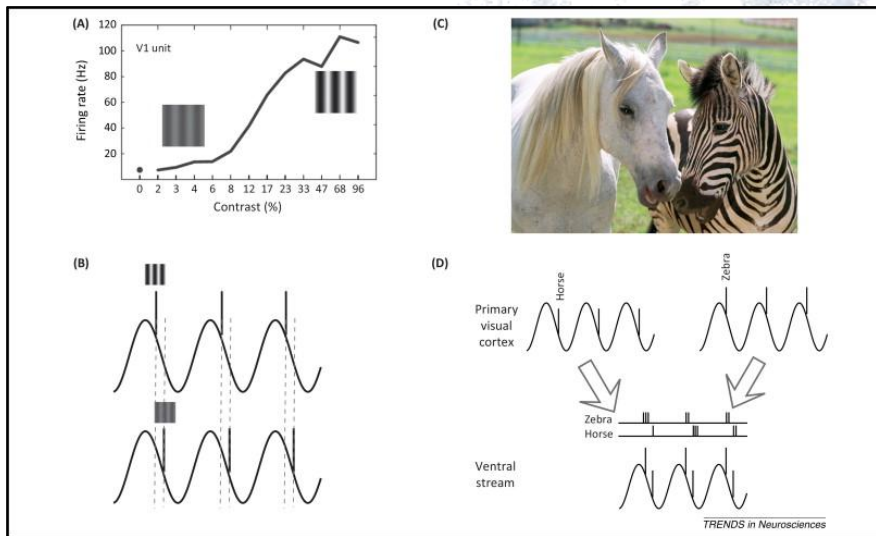 (A)
V1 unit
Firing rate (Hz)
120
100
80
60
40
20
0 2 3 4 6 8 12 17 23 33 47 68 96
Contrast (%)
(B)
(C)
(D)
Horse
Zebra
Primary
visual
cortex
Zebra
Horse
Ventral
stream
TRENDS in Neurosciences